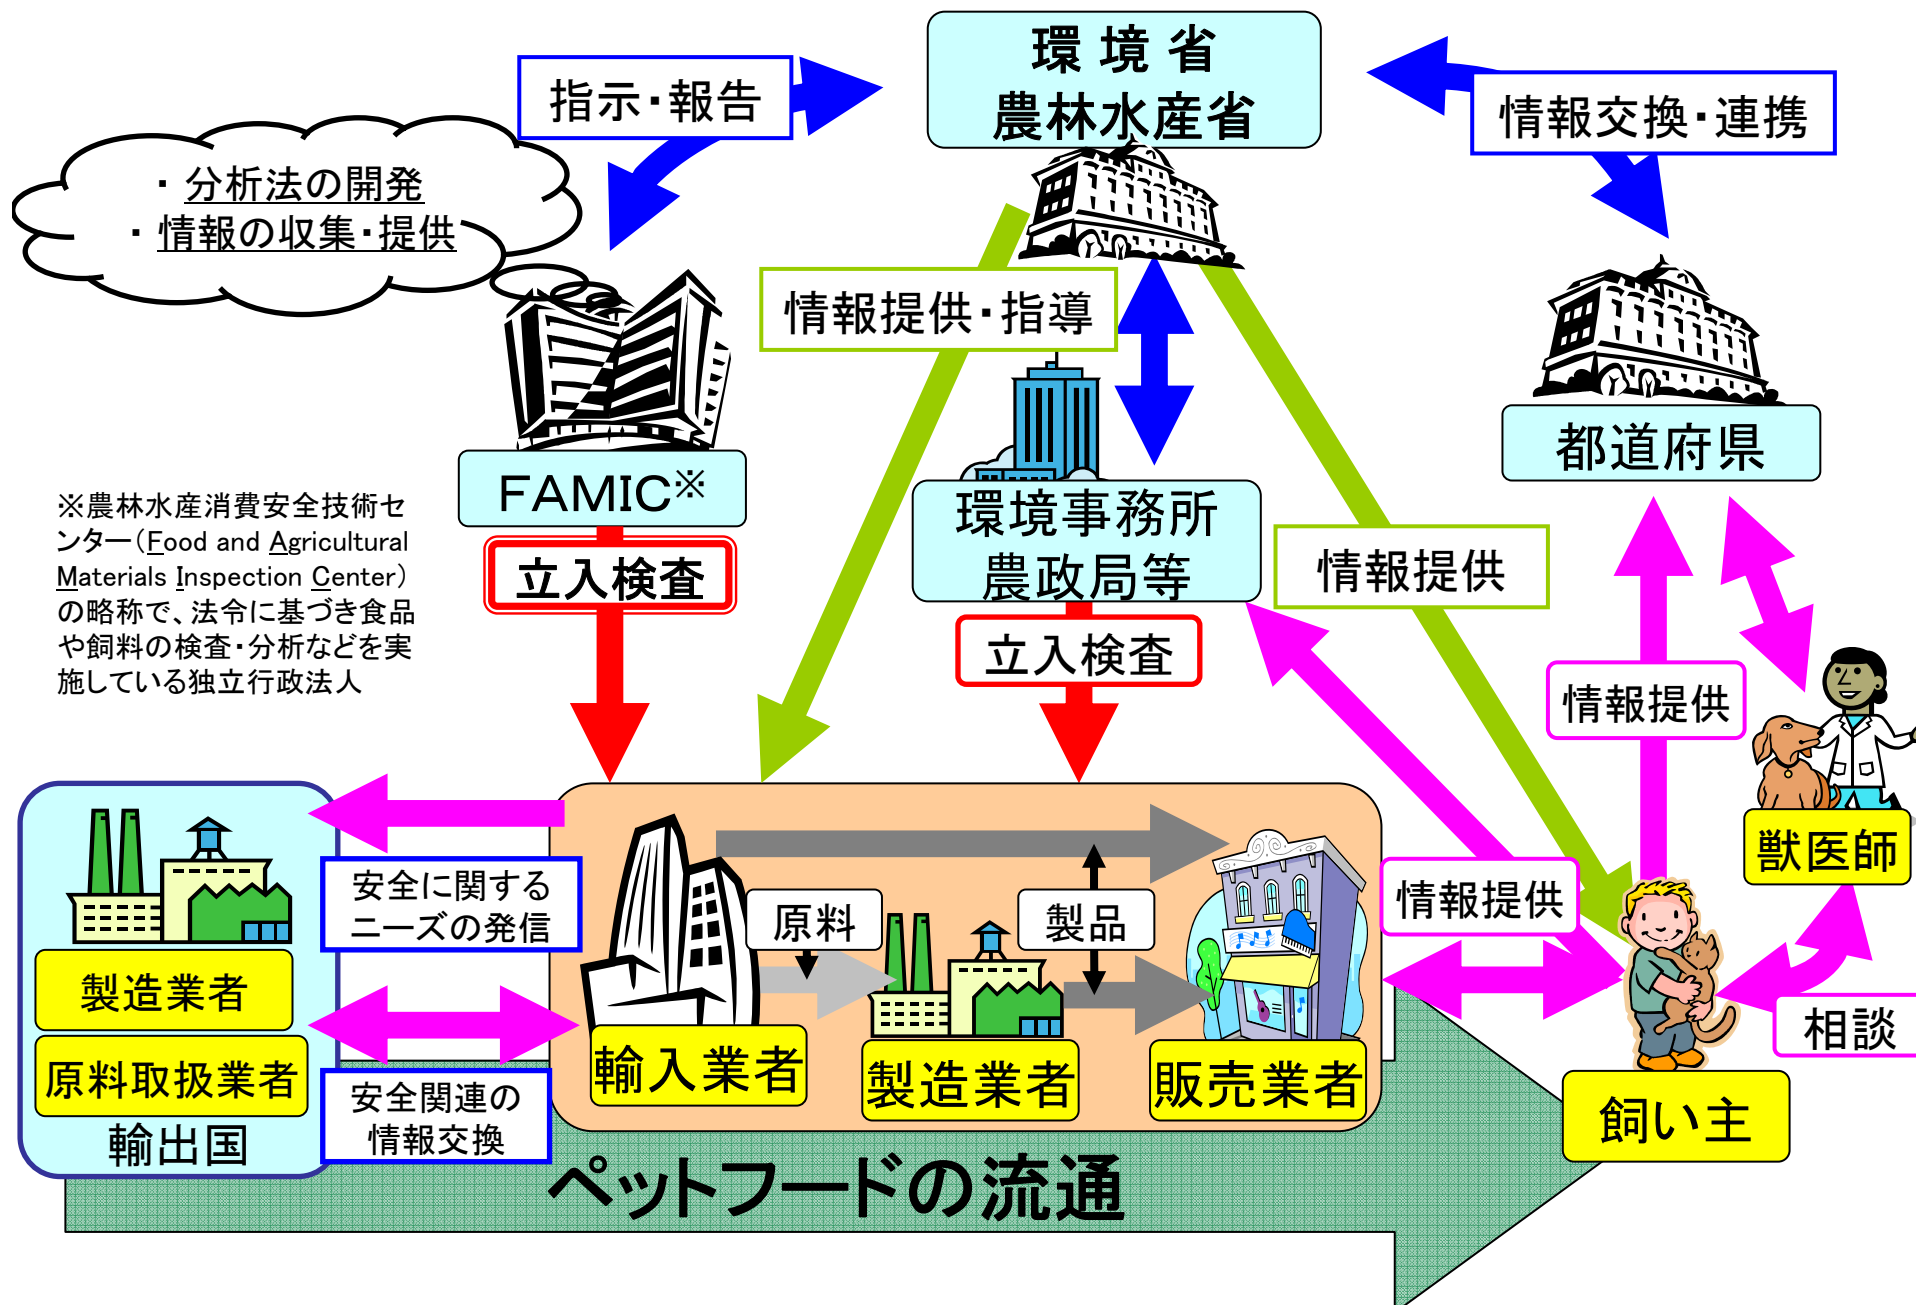 環 境 省
農林水産省
指示・報告
情報交換・連携
・ 分析法の開発
・ 情報の収集・提供
情報提供・指導
都道府県
FAMIC※
環境事務所
農政局等
※農林水産消費安全技術セ
ンター(Food and Agricultural
Materials Inspection Center)
の略称で、法令に基づき食品
や飼料の検査・分析などを実
施している独立行政法人
立入検査
立入検査
情報提供
情報提供
獣医師
安全に関する
ニーズの発信
原料
製品
情報提供
製造業者
原料取扱業者
輸出国
安全関連の
情報交換
輸入業者
製造業者
販売業者
相談
飼い主
ペットフードの流通